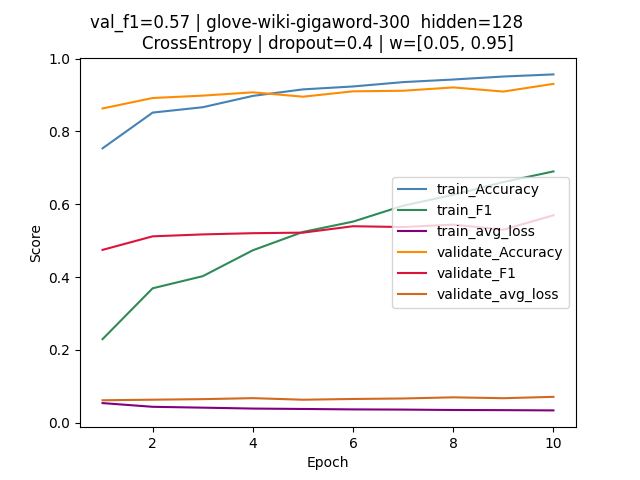 val_f1=0.57 | glove-wiki-gigaword-300 hidden=128
CrossEntropy | dropout=0.4 | w=[0.05, 0.95]
1.0
0.8
0.6
0.4
0.2
0.0
Score
train_Accuracy
train_F1
train_avg_loss
validate_Accuracy
validate_F1
validate_avg_loss
2
4
6
8
10
Epoch